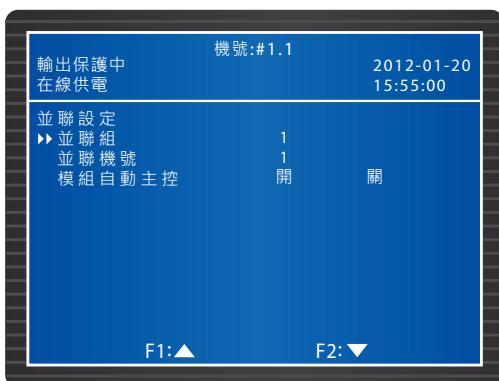 機號:#1.1
輸出保護中 2012-01-20
在線供電 15:55:00
並聯設定
並聯組 1
並聯機號 1
模組自動主控 開 關
F1:▲ F2:▼